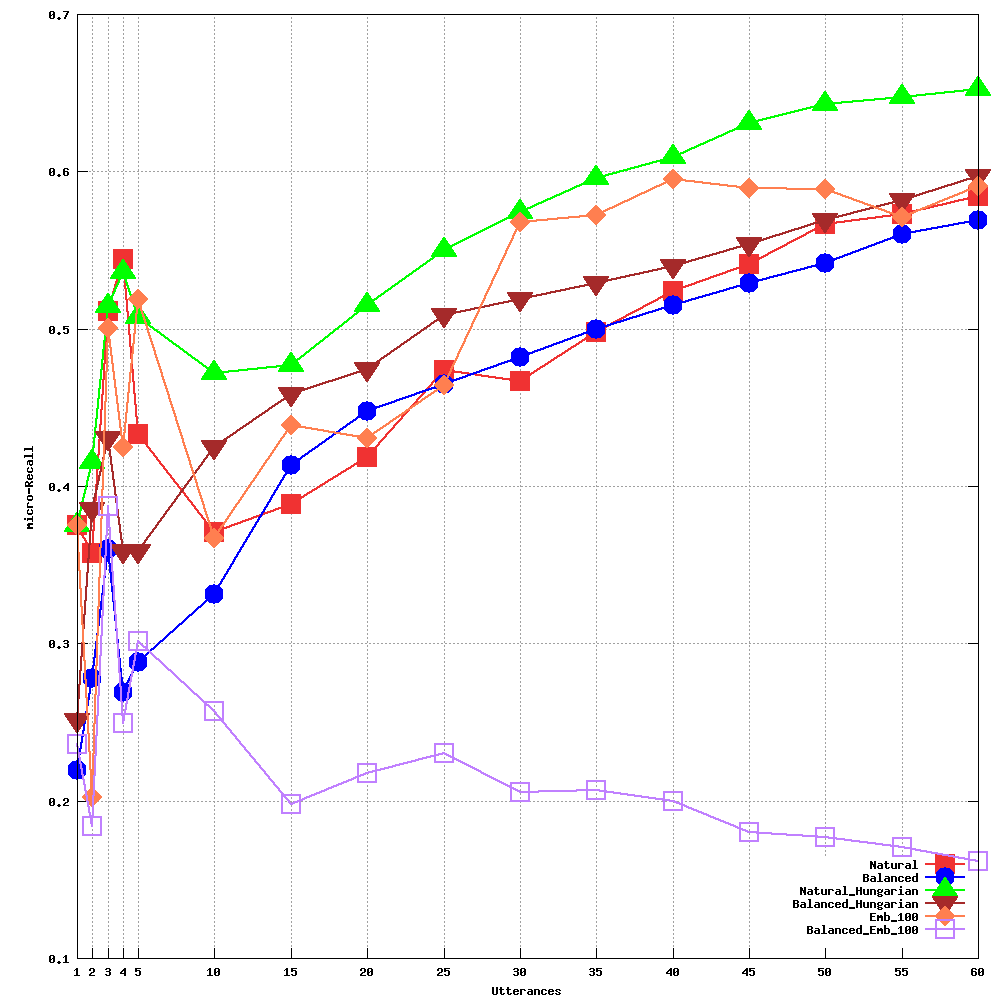 0.7
0.6
0.5
0.4
0.3
0.2
0.1
micro-Recall
Natural
Balanced
Natural_Hungarian
Balanced_Hungarian
Emb_100
Balanced_Emb_100
1 2 3 4 5 10 15 20 25 30 35 40 45 50 55 60
Utterances